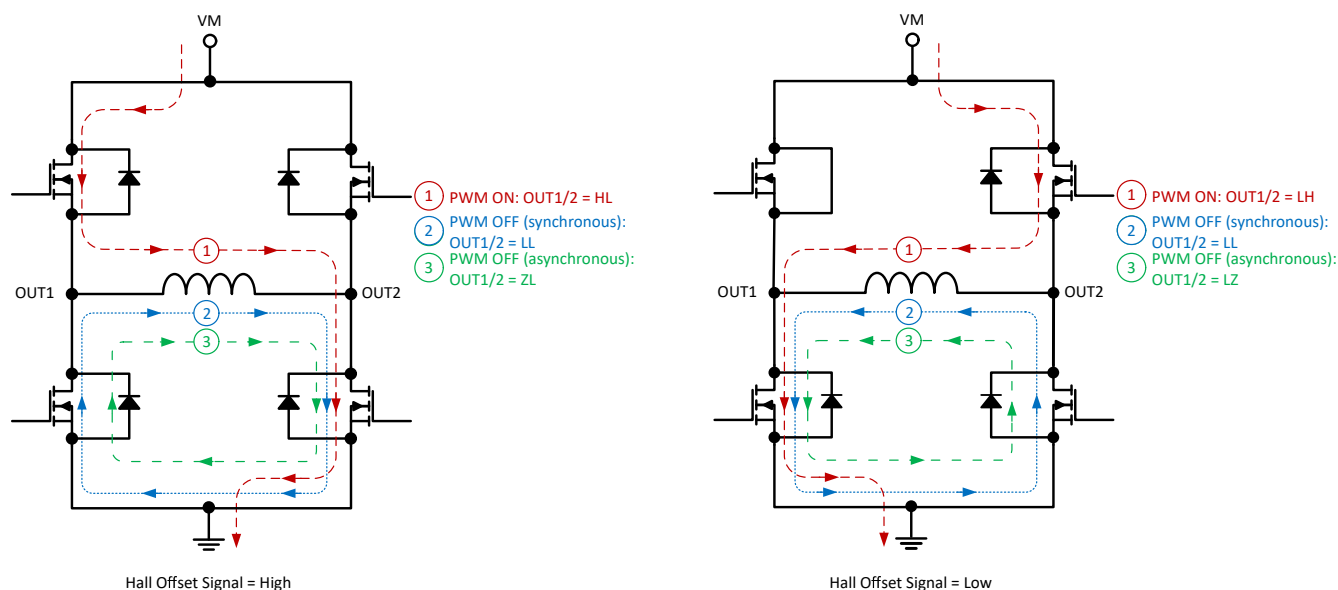 VM
1
PWM ON: OUT1/2 = HL
2
PWM OFF (synchronous):
OUT1/2 = LL
3
PWM OFF (asynchronous):
OUT1/2 = ZL
1
OUT1
OUT2
2
3
Hall Offset Signal = High
VM
1
PWM ON: OUT1/2 = LH
2
PWM OFF (synchronous):
OUT1/2 = LL
3
PWM OFF (asynchronous):
OUT1/2 = LZ
1
OUT1
OUT2
2
3
Hall Offset Signal = Low